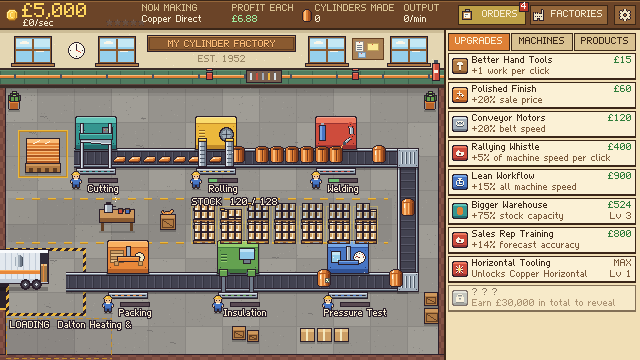 £5,000
£0/sec
NOW MAKING
Copper Direct
PROFIT EACH
£6.88
CYLINDERS MADE
0
OUTPUT
0/min
ORDERS
4
FACTORIES
MY CYLINDER FACTORY
EST. 1952
UPGRADES
MACHINES
PRODUCTS
Better Hand Tools £15
+1 work per click
Polished Finish £60
+20% sale price
Conveyor Motors £120
+20% belt speed
Rallying Whistle £400
+5% of machine speed per click
Lean Workflow £900
+15% all machine speed
Bigger Warehouse £524
+75% stock capacity Lv 3
Sales Rep Training £800
+14% forecast accuracy
Horizontal Tooling MAX
Unlocks Copper Horizontal Lv 1
? ? ?
Earn £30,000 in total to reveal
Cutting
Rolling
Welding
STOCK 120/128
Packing
Insulation
Pressure Test
LOADING Dalton Heating &